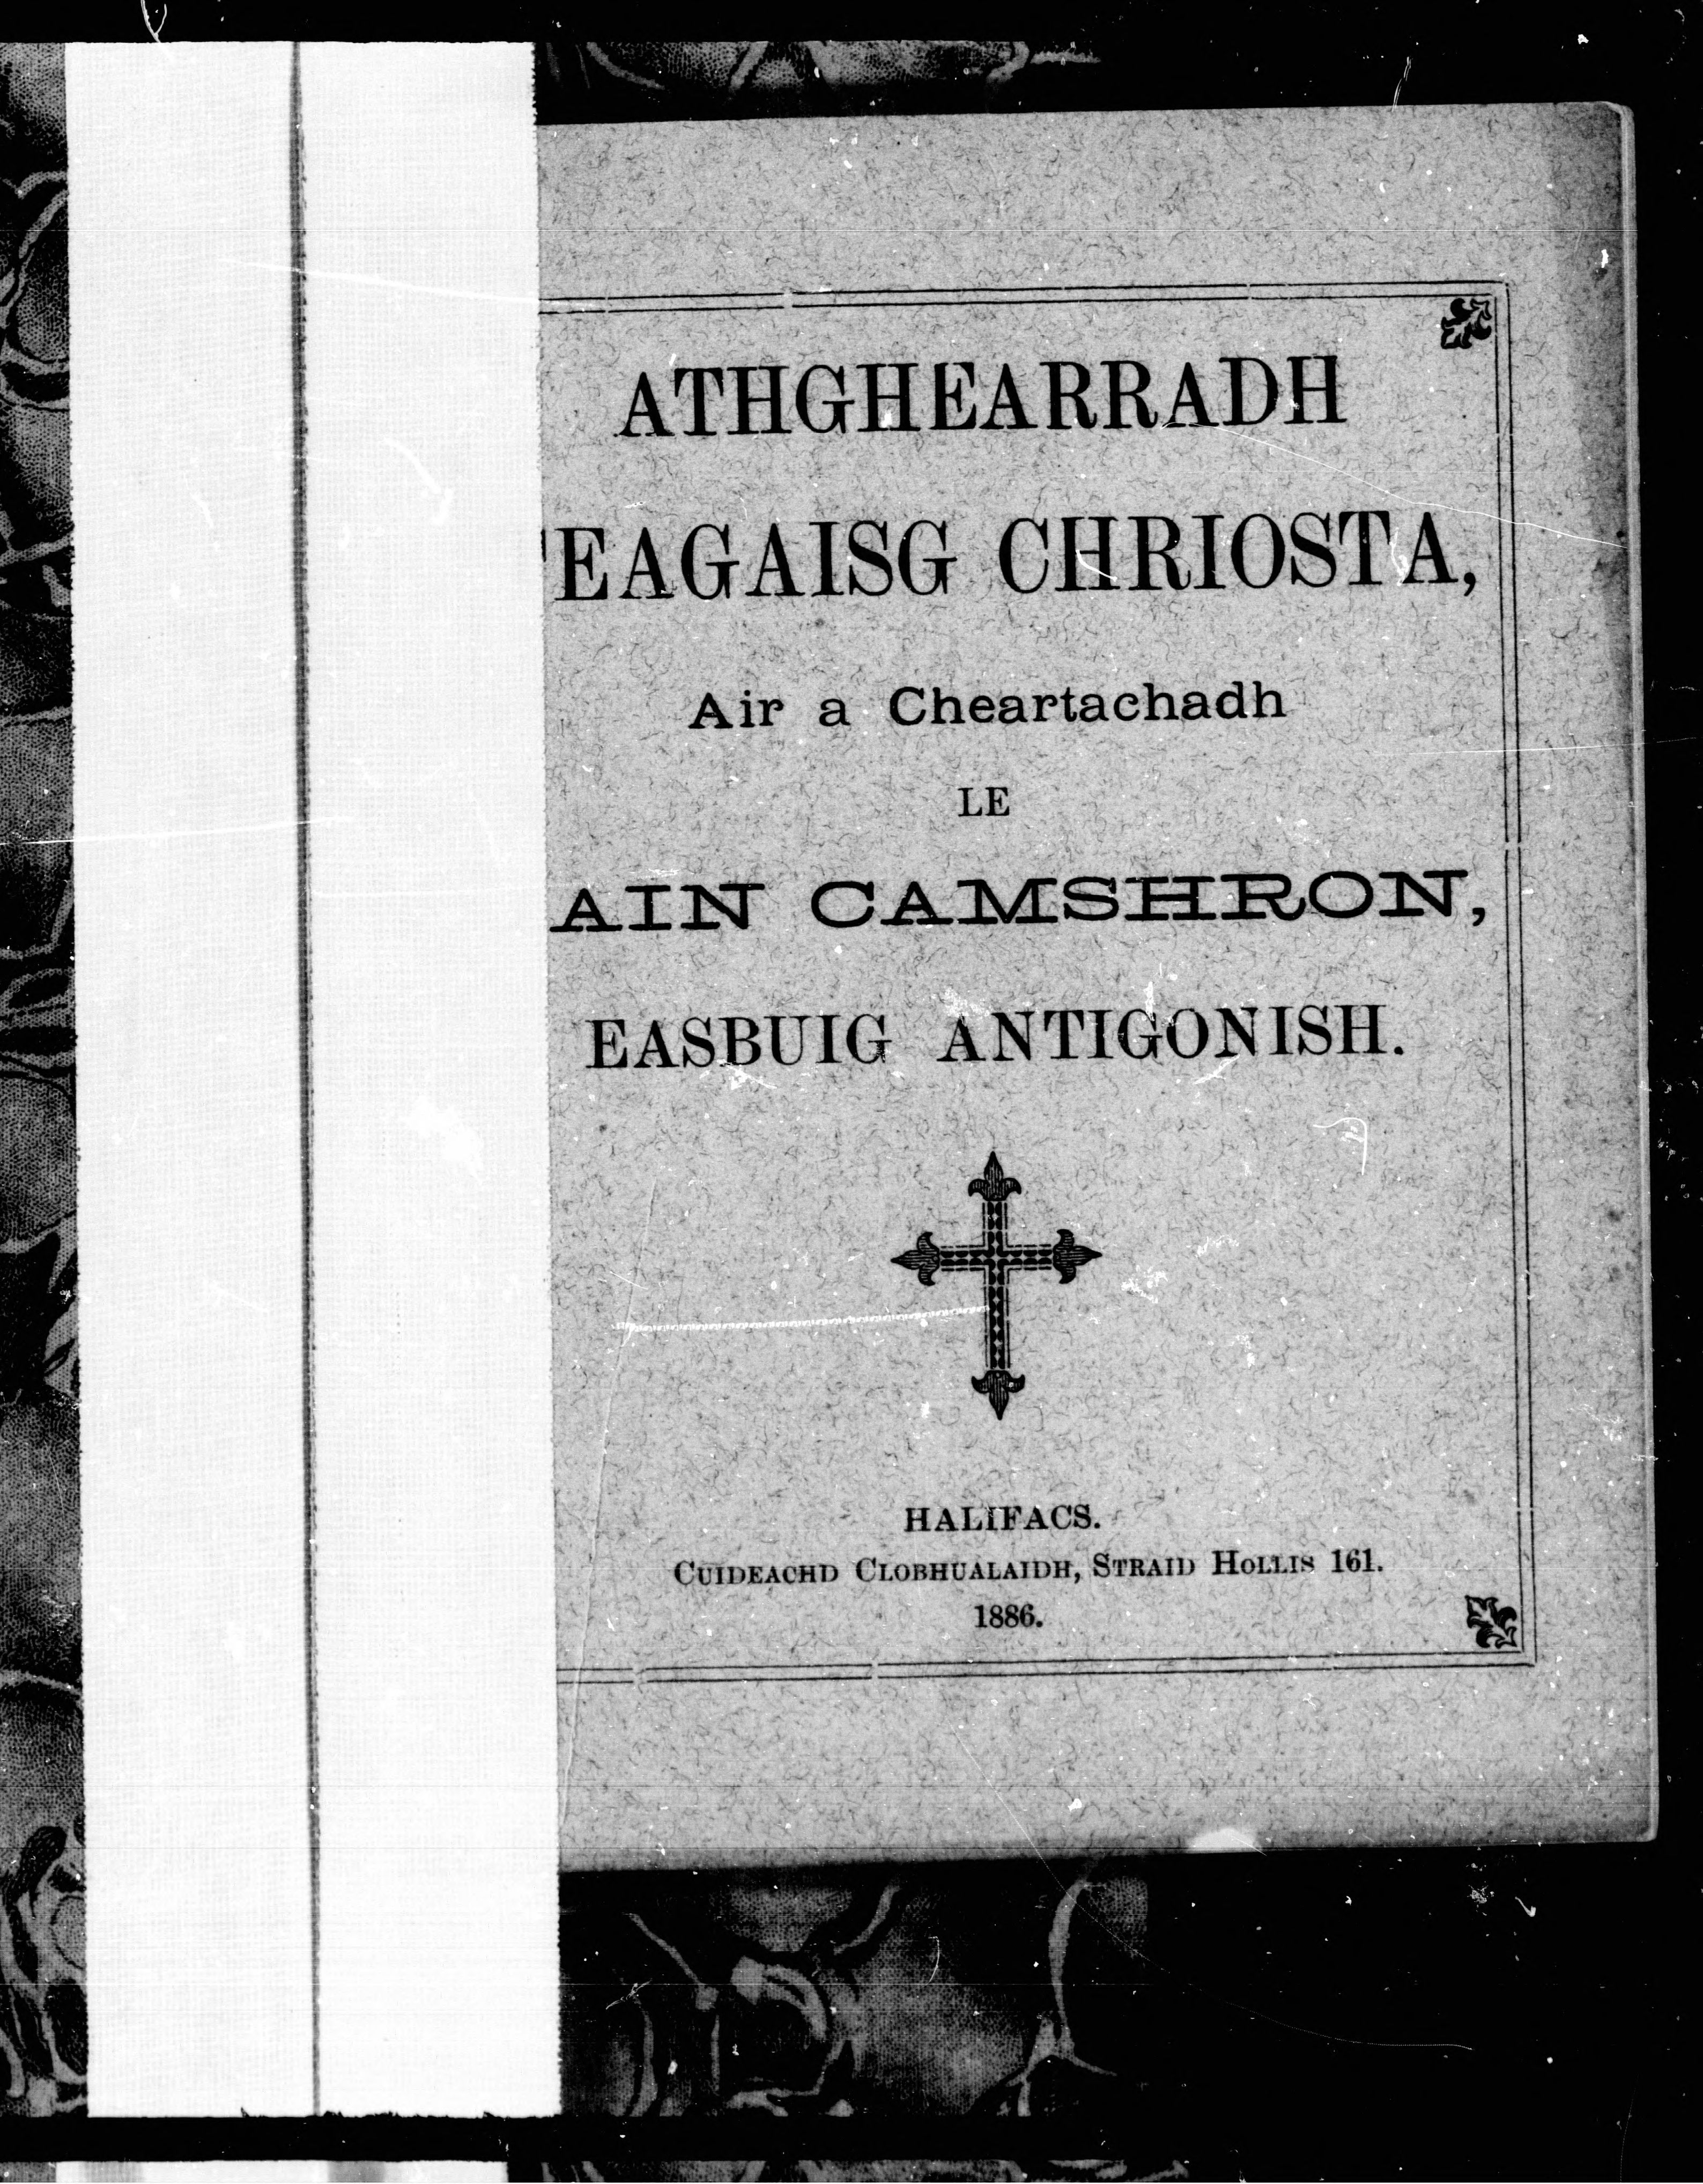 ATHGHEARRADH
EAGAISG CHRIOSTA,
Air a Cheartachadh
LE
AIN CAMSHRON,
EASBUIG ANTIGONISH.
HALIFACS.
CUIDEACHD CLOBHUALAIDH, STRAID HOLLIS 161.
1886.